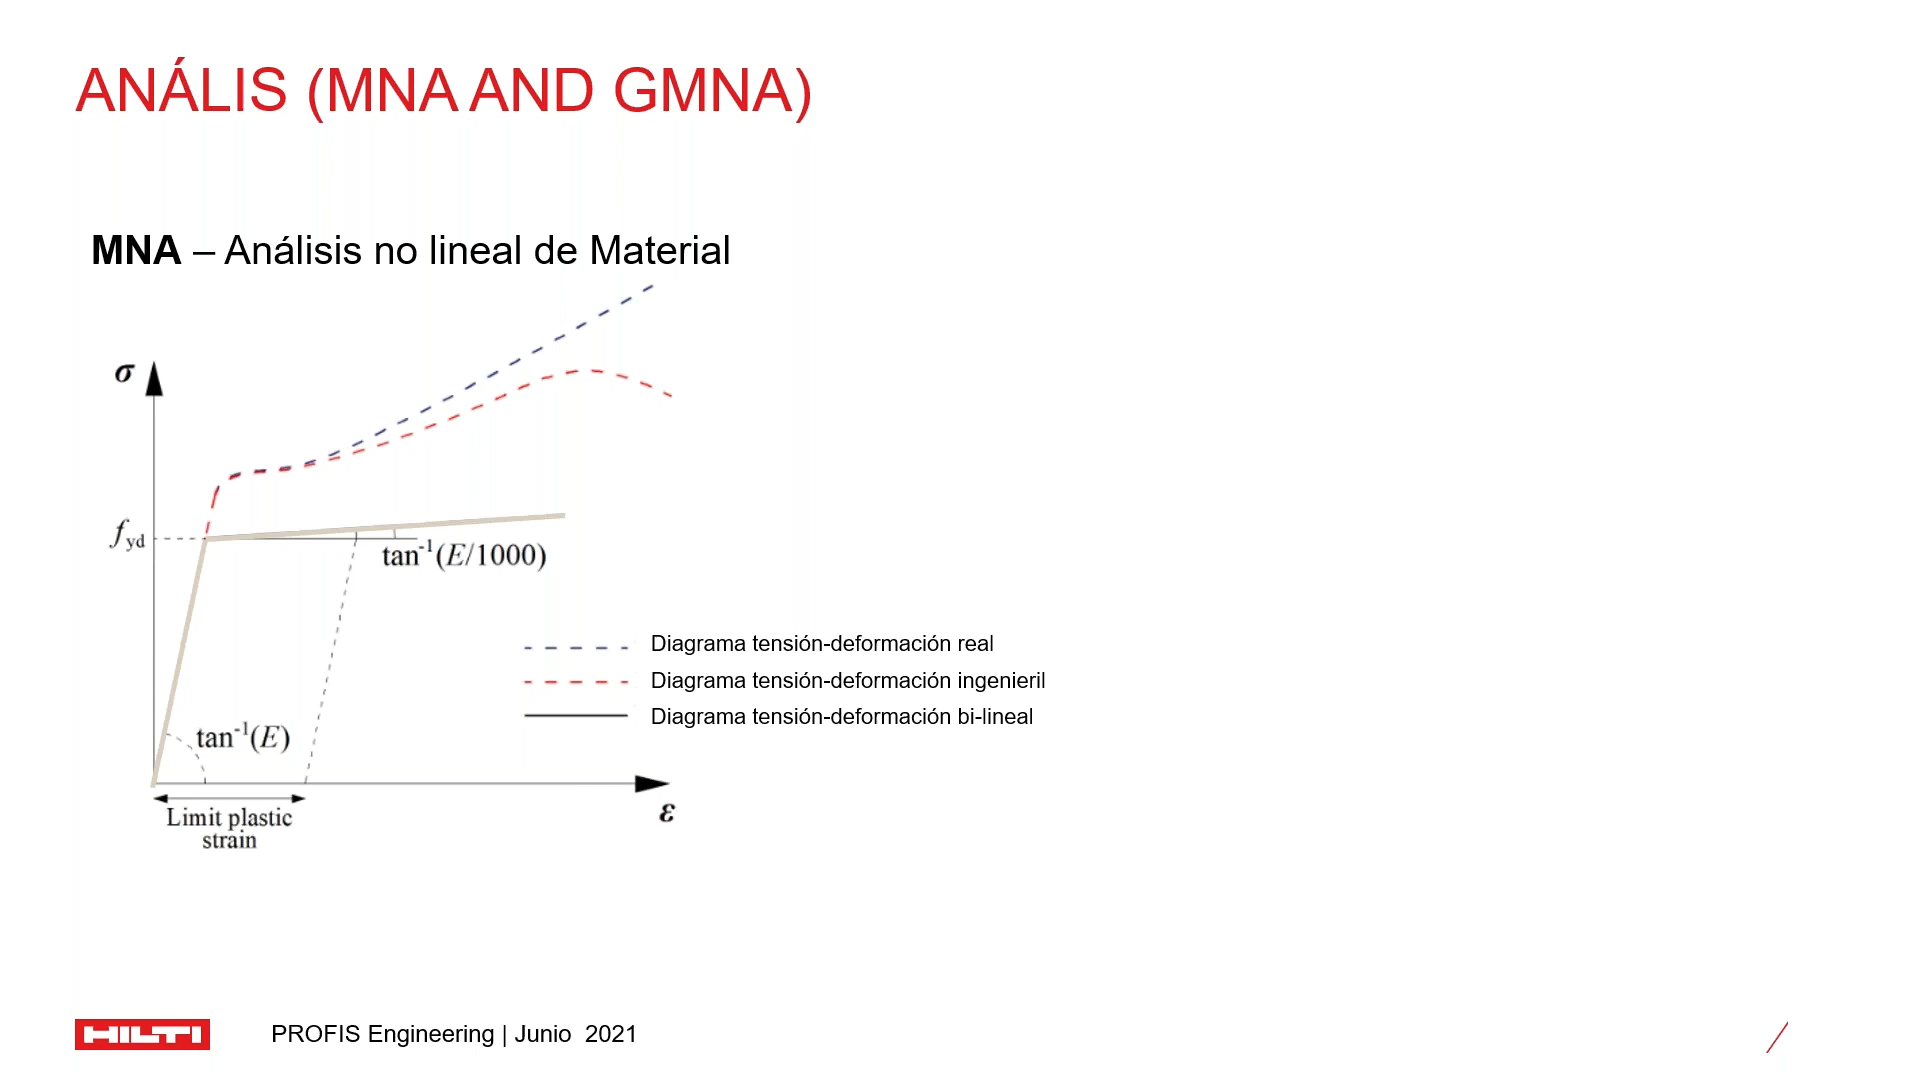 ANÁLIS (MNA AND GMNA)
MNA – Análisis no lineal de Material
σ
fyd
tan-1(E/1000)
Diagrama tensión-deformación real
Diagrama tensión-deformación ingenieril
Diagrama tensión-deformación bi-lineal
tan-1(E)
Limit plastic
strain
ε
HILTI
PROFIS Engineering | Junio 2021